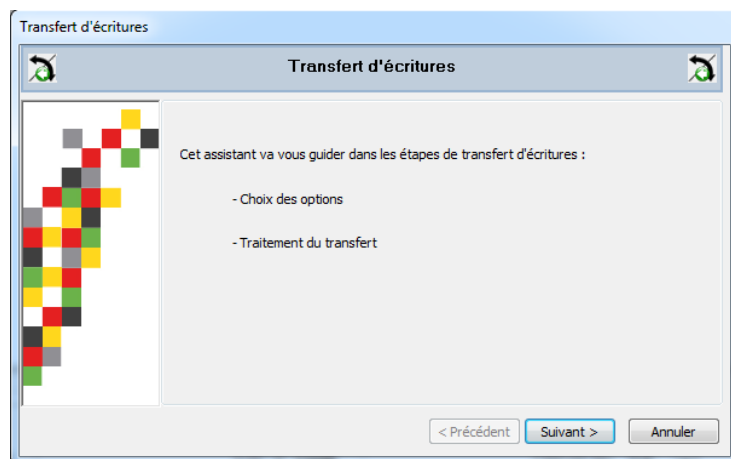 Transfert d'écritures
Transfert d'écritures
Cet assistant va vous guider dans les étapes de transfert d'écritures :
- Choix des options
- Traitement du transfert
< Précédent Suivant > Annuler